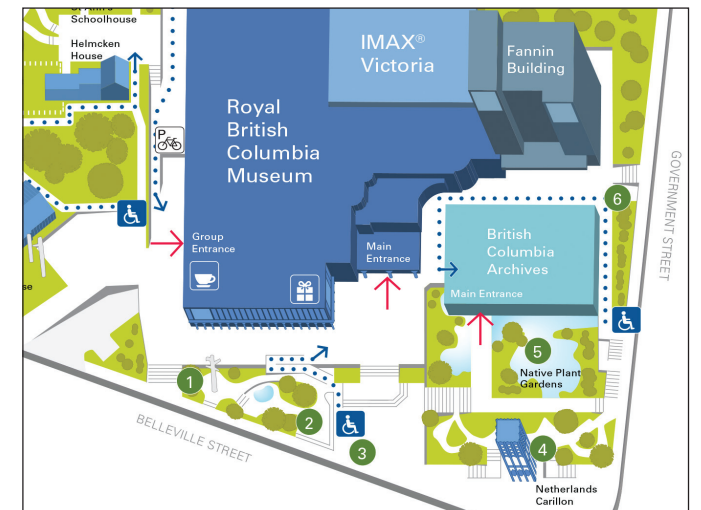 Schoolhouse
Helmcken
House
IMAX®
Victoria
Fannin
Building
Royal
British
Columbia
Museum
P
GOVERNMENT STREET
6
Group
Entrance
Main
Entrance
British
Columbia
Archives
Main Entrance
se
1
5
Native Plant
Gardens
2
3
4
BELLEVILLE STREET
Netherlands
Carillon